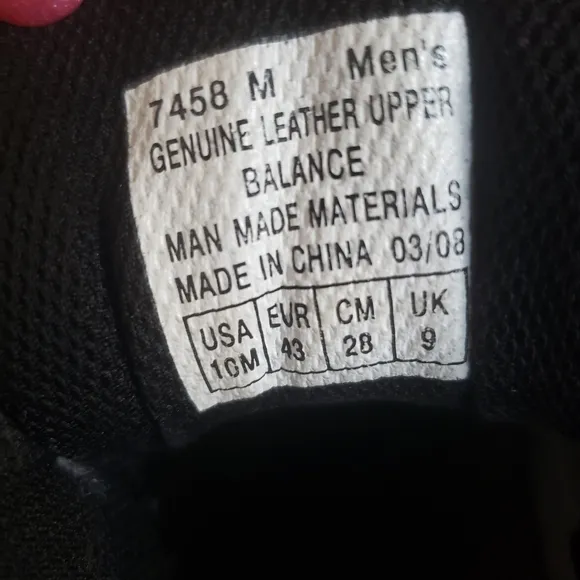 7458 M Men's
GENUINE LEATHER UPPER
BALANCE
MAN MADE MATERIALS
MADE IN CHINA 03/08
USA EUR CM UK
10M 43 28 9